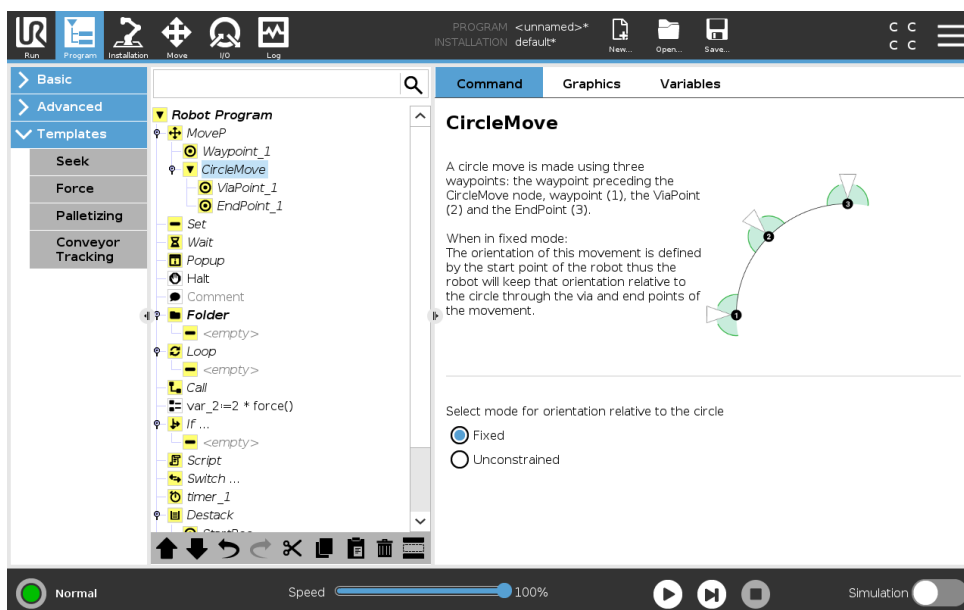 UR
PROGRAM <unnamed>*
INSTALLATION default*
Run
Program
Installation
Move
I/O
Log
New...
Open...
Save...
C C
C C
Basic
Advanced
Templates
Seek
Force
Palletizing
Conveyor
Tracking
Robot Program
MoveP
Waypoint_1
CircleMove
ViaPoint_1
EndPoint_1
Set
Wait
Popup
Halt
Comment
Folder
<empty>
Loop
<empty>
Call
var_2:=2 * force()
If ...
<empty>
Script
Switch ...
timer_1
Destack
StartPos
Command
Graphics
Variables
CircleMove
A circle move is made using three
waypoints: the waypoint preceding the
CircleMove node, waypoint (1), the ViaPoint
(2) and the EndPoint (3).
When in fixed mode:
The orientation of this movement is defined
by the start point of the robot thus the
robot will keep that orientation relative to
the circle through the via and end points of
the movement.
3
2
1
Select mode for orientation relative to the circle
Fixed
Unconstrained
Normal
Speed
100%
Simulation